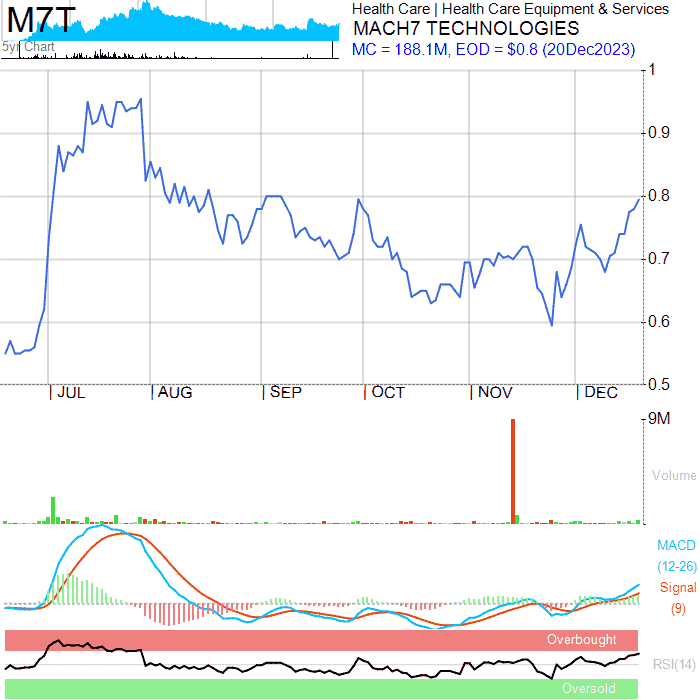 M7T
5yr Chart
Health Care | Health Care Equipment & Services
MACH7 TECHNOLOGIES
MC = 188.1M, EOD = $0.8 (20Dec2023)
1
0.9
0.8
0.7
0.6
0.5
JUL AUG SEP OCT NOV DEC
9M
Volume
MACD
(12-26)
Signal
(9)
Overbought
RSI(14)
Oversold